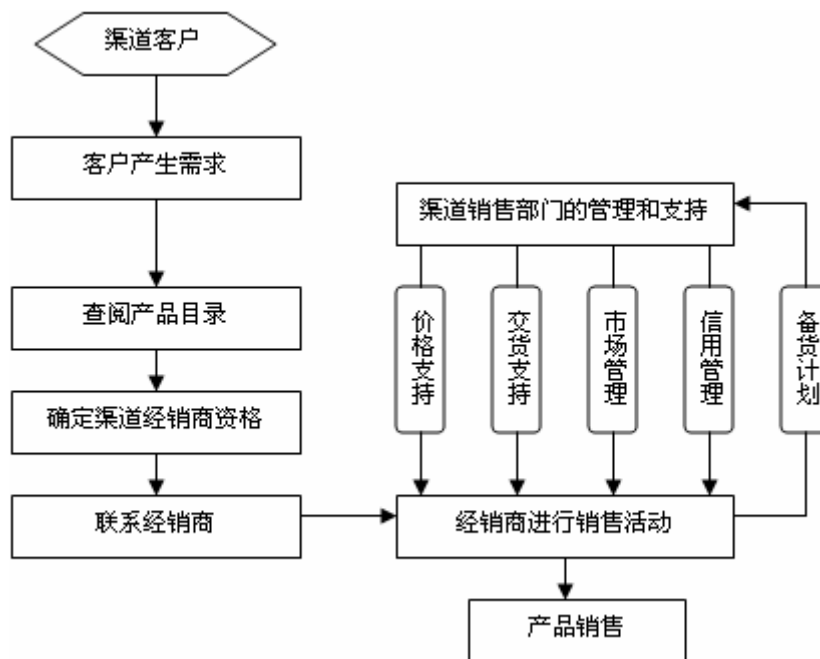 渠道客户
客户产生需求
查阅产品目录
确定渠道经销商资格
联系经销商
渠道销售部门的管理和支持
价格支持
交货支持
市场管理
信用管理
备货计划
经销商进行销售活动
产品销售